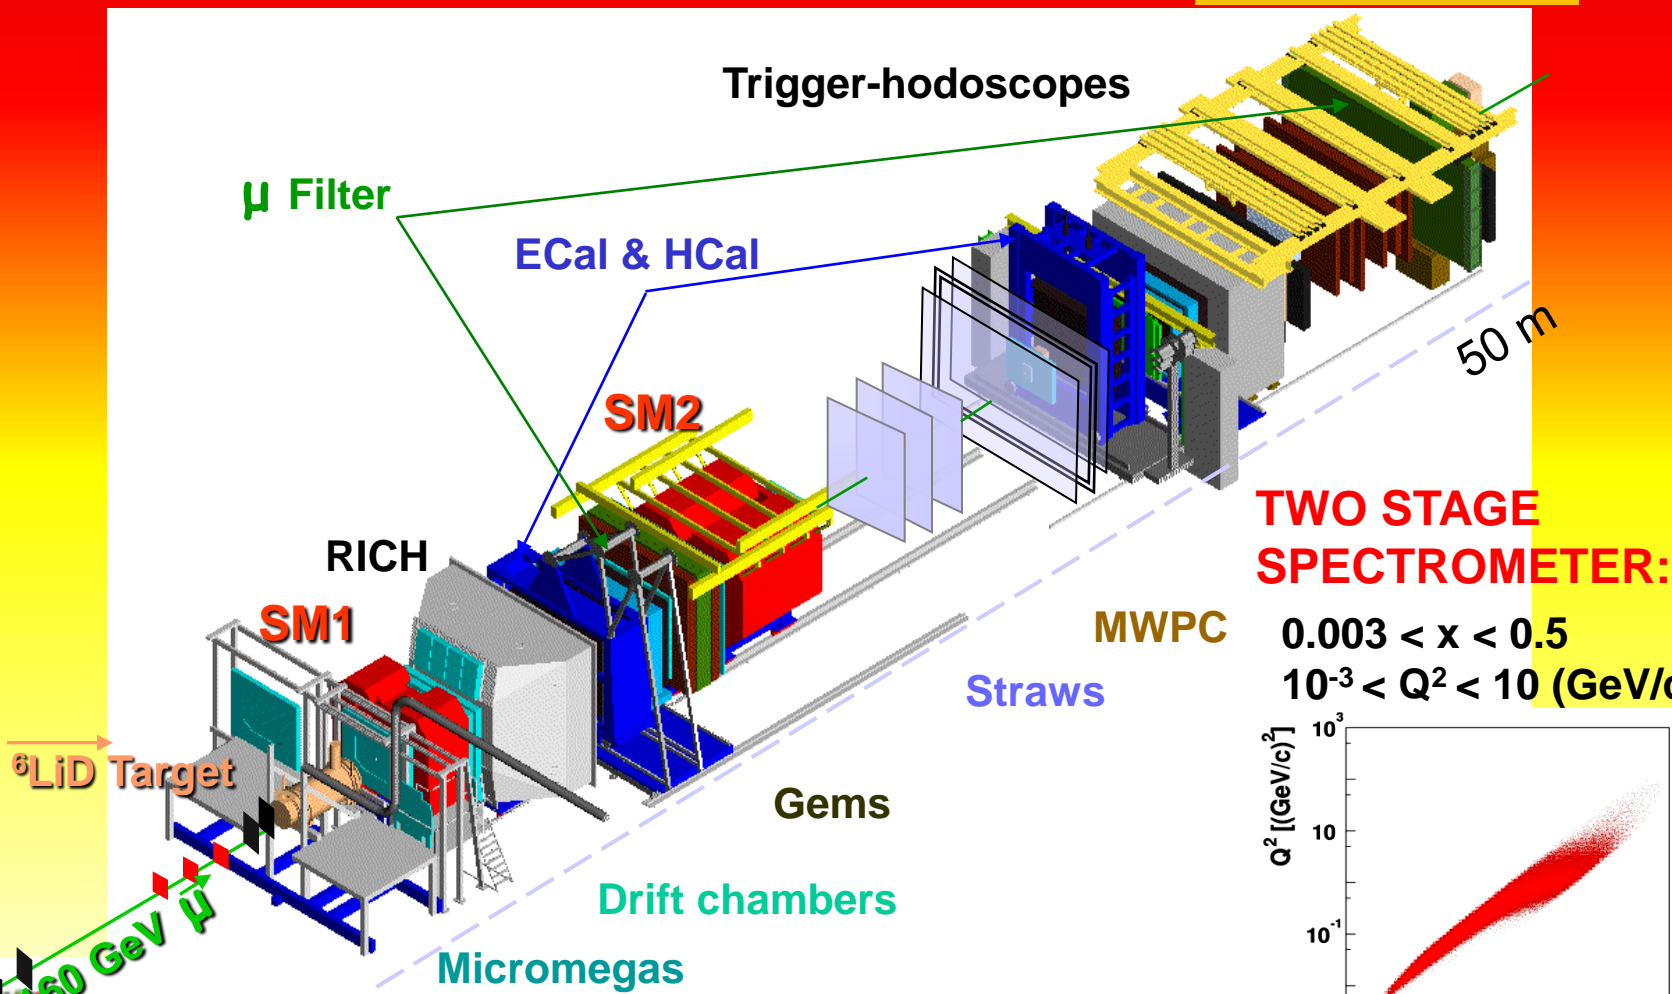 Trigger-hodoscopes
μ Filter
ECal & HCal
50 m
SM2
TWO STAGE
SPECTROMETER:
RICH
SM1
MWPC
0.003 < x < 0.5
Straws
10⁻³ < Q² < 10 (GeV/
⁶LiD Target
Gems
Drift chambers
Micromegas
GeV μ
Q² [(GeV/c)²]
10³
10
10⁻¹